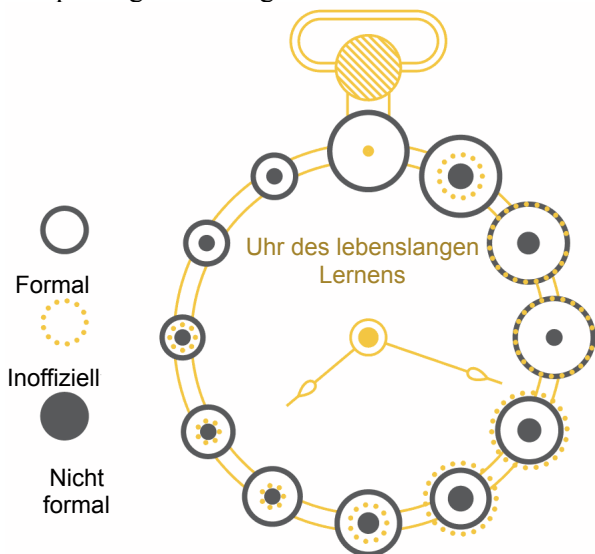 Uhr des lebenslangen
Lernens
Formal
Inoffiziell
Nicht
formal